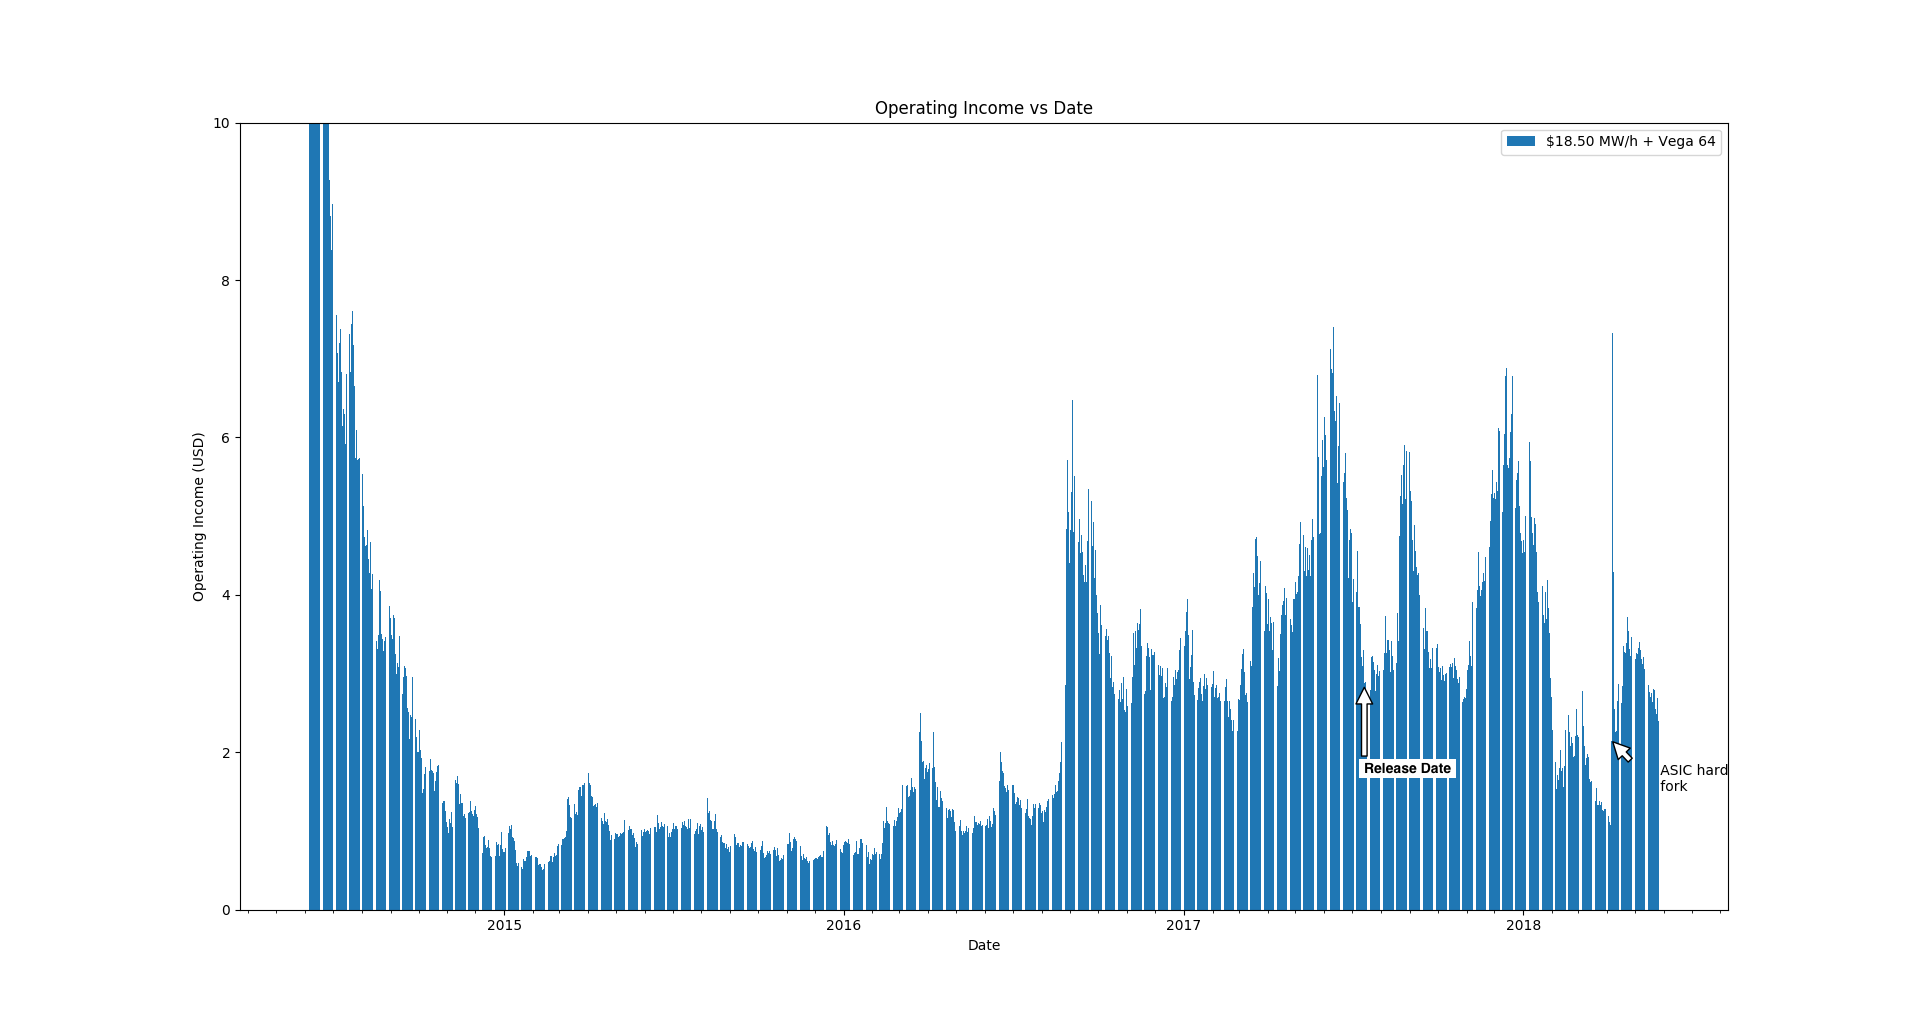 Operating Income vs Date
$18.50 MW/h + Vega 64
10
8
6
4
2
0
Operating Income (USD)
Release Date
ASIC hard
fork
2015
2016
2017
2018
Date